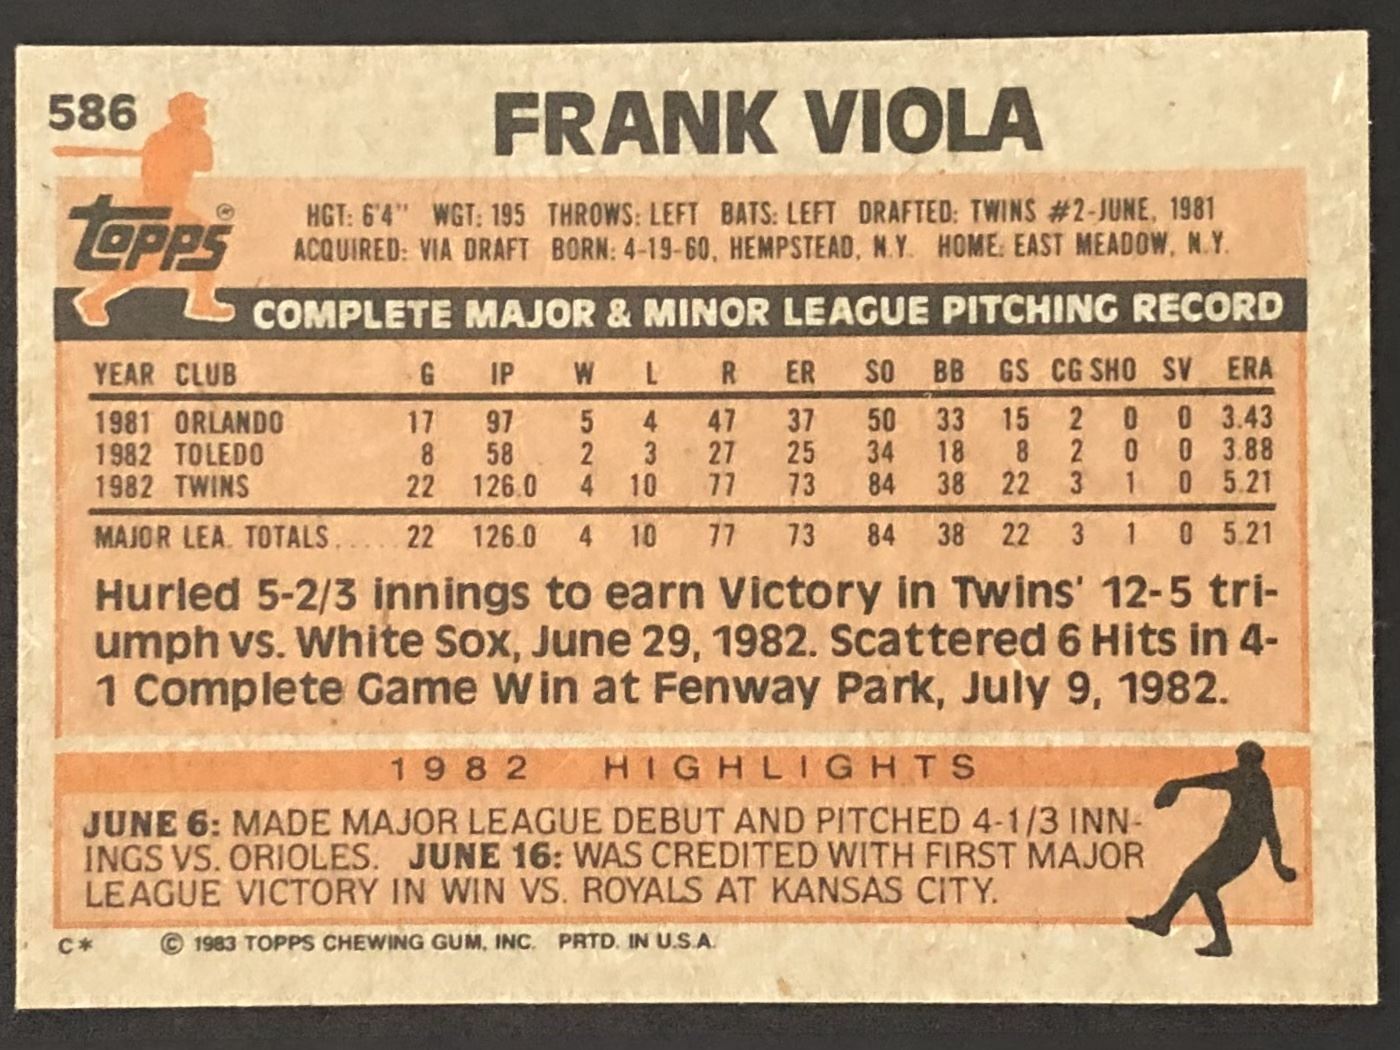 586
FRANK VIOLA
Topps®
HGT: 6'4" WGT: 195 THROWS: LEFT BATS: LEFT DRAFTED: TWINS #2-JUNE, 1981
ACQUIRED: VIA DRAFT BORN: 4-19-60, HEMPSTEAD, N.Y. HOME: EAST MEADOW, N.Y.
COMPLETE MAJOR & MINOR LEAGUE PITCHING RECORD
YEAR CLUB G IP W L R ER SO BB GS CG SHO SV ERA
1981 ORLANDO 17 97 5 4 47 37 50 33 15 2 0 0 3.43
1982 TOLEDO 8 58 2 3 27 25 34 18 8 2 0 0 3.88
1982 TWINS 22 126.0 4 10 77 73 84 38 22 3 1 0 5.21
MAJOR LEA. TOTALS..... 22 126.0 4 10 77 73 84 38 22 3 1 0 5.21
Hurled 5-2/3 innings to earn Victory in Twins' 12-5 tri-
umph vs. White Sox, June 29, 1982. Scattered 6 Hits in 4-
1 Complete Game Win at Fenway Park, July 9, 1982.
1982 HIGHLIGHTS
JUNE 6: MADE MAJOR LEAGUE DEBUT AND PITCHED 4-1/3 INN-
INGS VS. ORIOLES. JUNE 16: WAS CREDITED WITH FIRST MAJOR
LEAGUE VICTORY IN WIN VS. ROYALS AT KANSAS CITY.
C* © 1983 TOPPS CHEWING GUM, INC. PRTD. IN U.S.A.